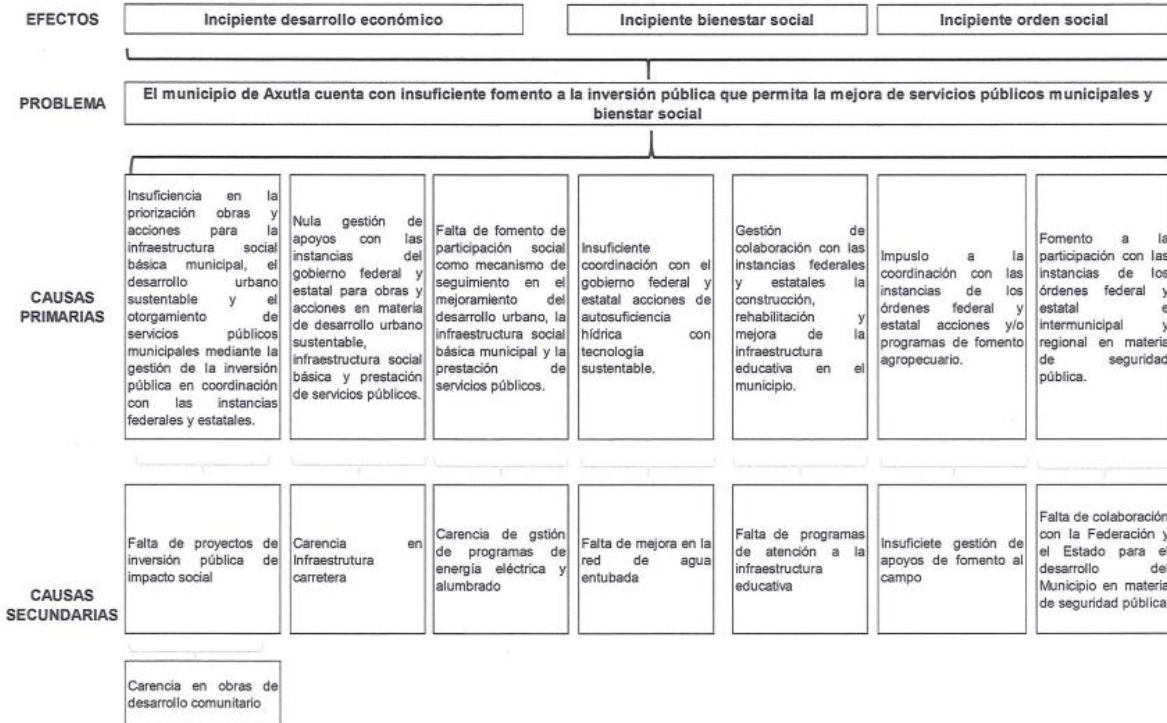 EFECTOS
Incipiente desarrollo económico
Incipiente bienestar social
Incipiente orden social
PROBLEMA
El municipio de Axutla cuenta con insuficiente fomento a la inversión pública que permita la mejora de servicios públicos municipales y
bienstar social
CAUSAS
PRIMARIAS
Insuficiencia en la
priorización obras y
acciones para la
infraestructura social
básica municipal, el
desarrollo urbano
sustentable y el
otorgamiento de
servicios públicos
municipales mediante la
gestión de la inversión
pública en coordinación
con las instancias
federales y estatales.
Nula gestión de
apoyos con las
instancias del
gobierno federal y
estatal para obras y
acciones en materia
de desarrollo urbano
sustentable,
infraestructura social
básica y prestación
de servicios públicos.
Falta de fomento de
participación social
como mecanismo de
seguimiento en el
mejoramiento del
desarrollo urbano, la
infraestructura social
básica municipal y la
prestación de
servicios públicos.
Insuficiente
coordinación con el
gobierno federal y
estatal acciones de
autosuficiencia
hídrica con
tecnología
sustentable.
Gestión de
colaboración con las
instancias federales
y estatales la
construcción,
rehabilitación y
mejora de la
infraestructura
educativa en el
municipio.
Impuslo a la
coordinación con las
instancias de los
órdenes federal y
estatal acciones y/o
programas de fomento
agropecuario.
Fomento a la
participación con las
instancias de los
órdenes federal y
estatal e
intermunicipal y
regional en materia
de seguridad
pública.
CAUSAS
SECUNDARIAS
Falta de proyectos de
inversión pública de
impacto social
Carencia en
Infraestrutura
carretera
Carencia de gstión
de programas de
energía eléctrica y
alumbrado
Falta de mejora en la
red de agua
entubada
Falta de programas
de atención a la
infraestructura
educativa
Insuficiete gestión de
apoyos de fomento al
campo
Falta de colaboración
con la Federación y
el Estado para el
desarrollo del
Municipio en materia
de seguridad pública
Carencia en obras de
desarrollo comunitario